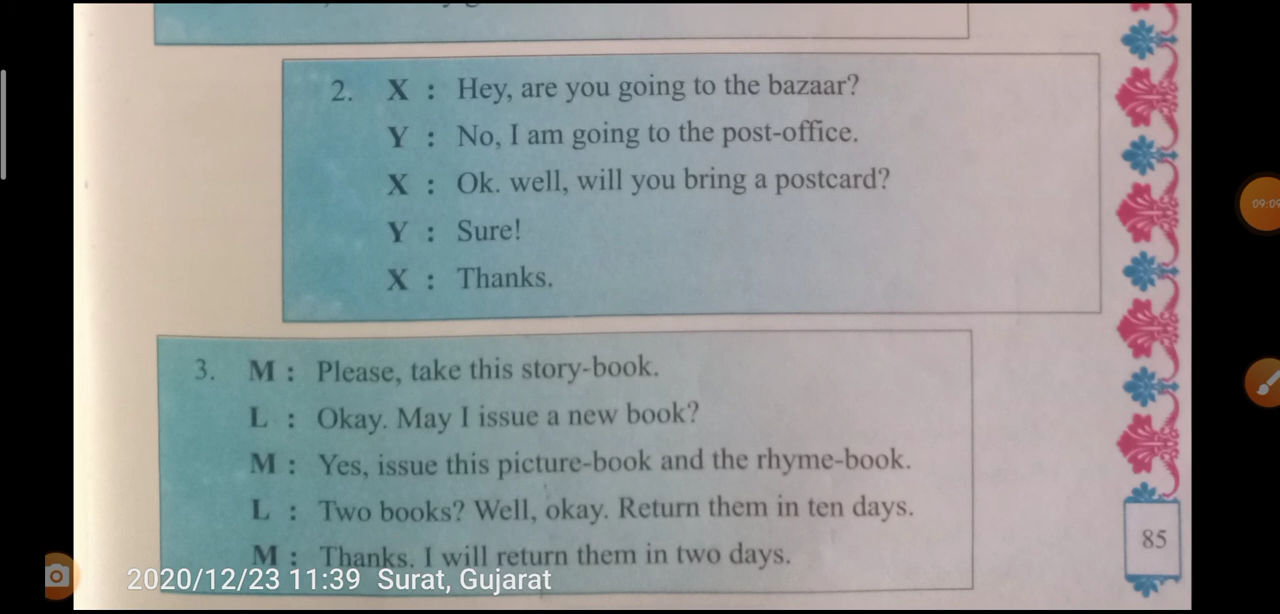 2. X : Hey, are you going to the bazaar?
Y : No, I am going to the post-office.
X : Ok. well, will you bring a postcard?
Y : Sure!
X : Thanks.
3. M : Please, take this story-book.
L : Okay. May I issue a new book?
M : Yes, issue this picture-book and the rhyme-book.
L : Two books? Well, okay. Return them in ten days.
M : Thanks. I will return them in two days.
85
2020/12/23 11:39 Surat, Gujarat
09:09